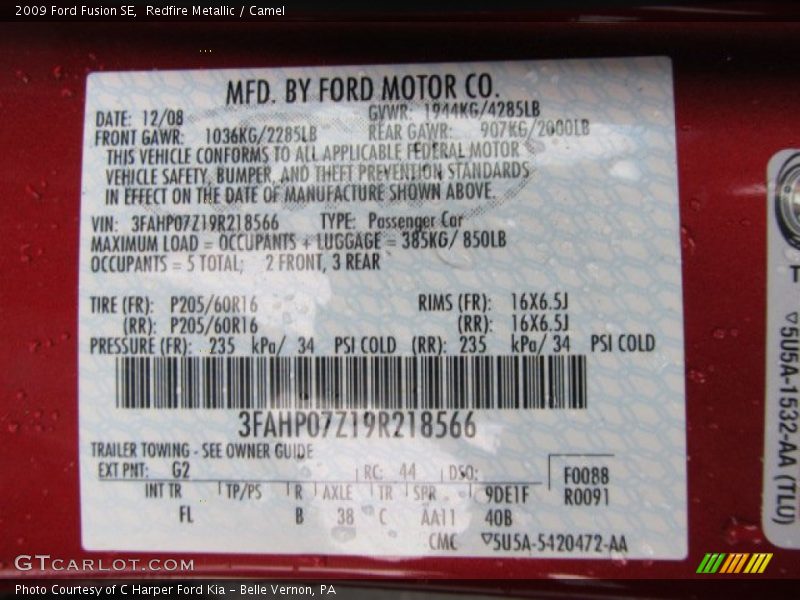 2009 Ford Fusion SE,  Redfire Metallic / Camel
MFD. BY FORD MOTOR CO.
DATE: 12/08 GVWR: 1944KG/4285LB
FRONT GAWR: 1036KG/2285LB REAR GAWR: 907KG/2000LB
THIS VEHICLE CONFORMS TO ALL APPLICABLE FEDERAL MOTOR
VEHICLE SAFETY, BUMPER, AND THEFT PREVENTION STANDARDS
IN EFFECT ON THE DATE OF MANUFACTURE SHOWN ABOVE.
VIN: 3FAHP07Z19R218566 TYPE: Passenger Car
MAXIMUM LOAD = OCCUPANTS + LUGGAGE = 385KG/ 850LB
OCCUPANTS = 5 TOTAL; 2 FRONT, 3 REAR
TIRE (FR): P205/60R16 RIMS (FR): 16X6.5J
(RR): P205/60R16 (RR): 16X6.5J
PRESSURE (FR): 235 kPa/ 34 PSI COLD (RR): 235 kPa/ 34 PSI COLD
3FAHP07Z19R218566
TRAILER TOWING - SEE OWNER GUIDE
EXT PNT: G2 RC: 44 DSO: F0088
INT TR TP/PS R AXLE TR SPR 9DE1F R0091
FL B 38 C AA11 40B
CMC ▽5U5A-5420472-AA
T
▽5U5A-1532-AA (TLU)
GTCARLOT.COM
Photo Courtesy of C Harper Ford Kia - Belle Vernon, PA